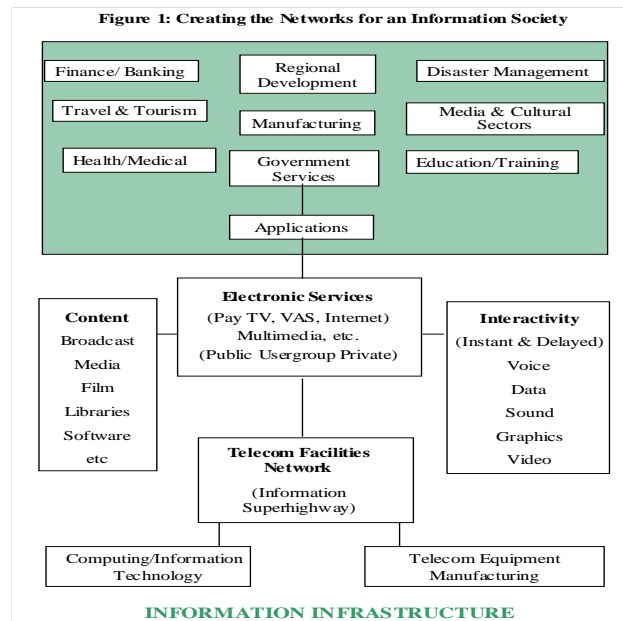 Figure 1: Creating the Networks for an Information Society
Finance/ Banking
Regional
Development
Disaster Management
Travel & Tourism
Manufacturing
Media & Cultural
Sectors
Health/Medical
Government
Services
Education/Training
Applications
Electronic Services
(Pay TV, VAS, Internet)
Multimedia, etc.
(Public Usergroup Private)
Content
Broadcast
Media
Film
Libraries
Software
etc
Interactivity
(Instant & Delayed)
Voice
Data
Sound
Graphics
Video
Telecom Facilities
Network
(Information
Superhighway)
Computing/Information
Technology
Telecom Equipment
Manufacturing
INFORMATION INFRASTRUCTURE